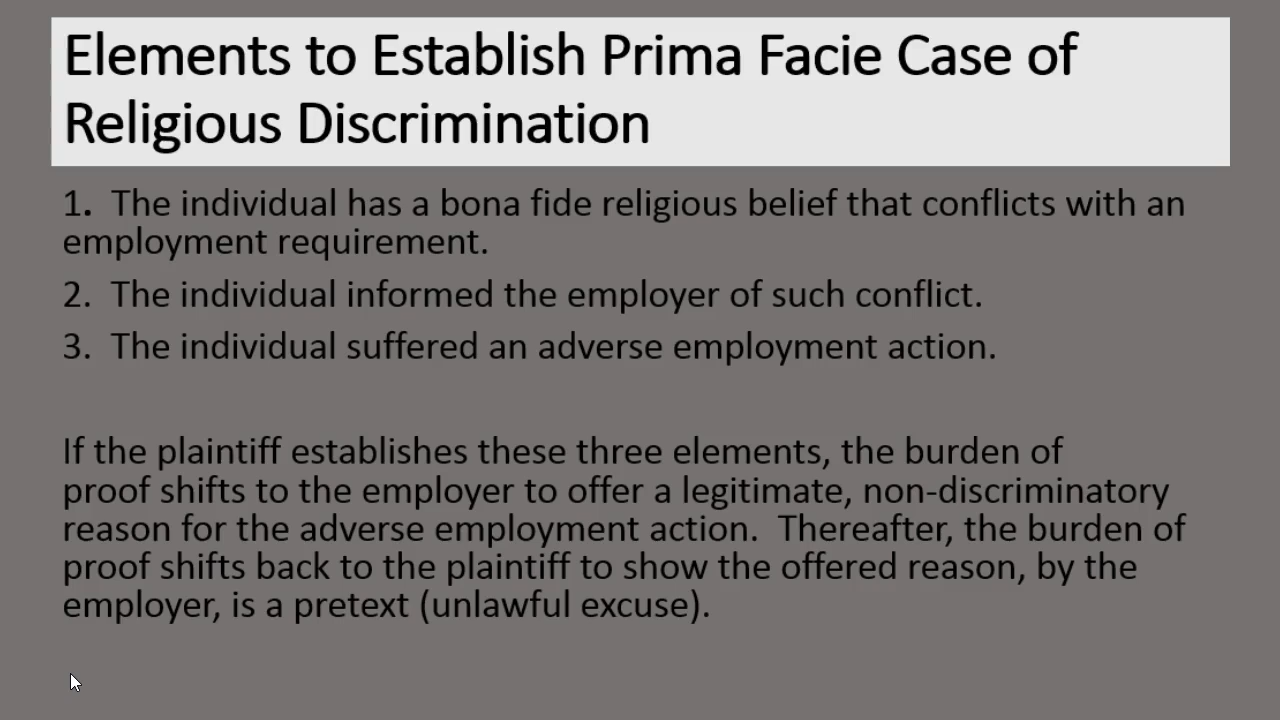 Elements to Establish Prima Facie Case of
Religious Discrimination
1. The individual has a bona fide religious belief that conflicts with an
employment requirement.
2. The individual informed the employer of such conflict.
3. The individual suffered an adverse employment action.
If the plaintiff establishes these three elements, the burden of
proof shifts to the employer to offer a legitimate, non-discriminatory
reason for the adverse employment action. Thereafter, the burden of
proof shifts back to the plaintiff to show the offered reason, by the
employer, is a pretext (unlawful excuse).